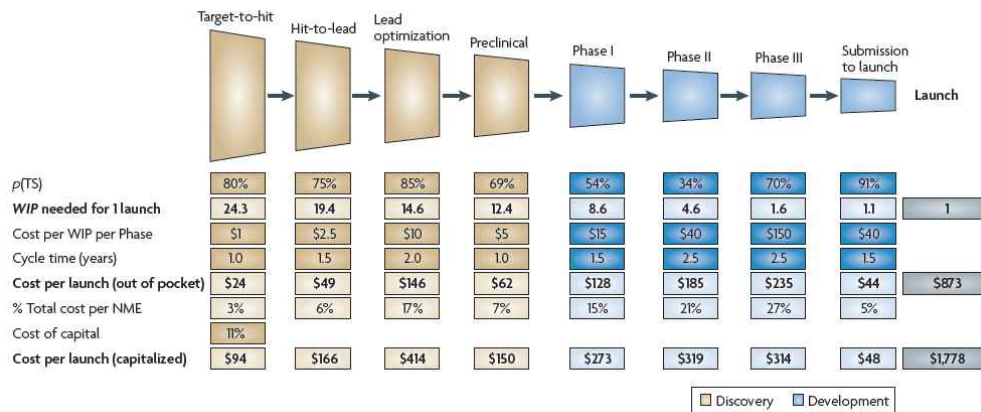 Target-to-hit
Hit-to-lead
Lead
optimization
Preclinical
Phase I
Phase II
Phase III
Submission
to launch
Launch
p(TS) 80% 75% 85% 69% 54% 34% 70% 91%
WIP needed for 1 launch 24.3 19.4 14.6 12.4 8.6 4.6 1.6 1.1 1
Cost per WIP per Phase $1 $2.5 $10 $5 $15 $40 $150 $40
Cycle time (years) 1.0 1.5 2.0 1.0 1.5 2.5 2.5 1.5
Cost per launch (out of pocket) $24 $49 $146 $62 $128 $185 $235 $44 $873
% Total cost per NME 3% 6% 17% 7% 15% 21% 27% 5%
Cost of capital 11%
Cost per launch (capitalized) $94 $166 $414 $150 $273 $319 $314 $48 $1,778
Discovery Development